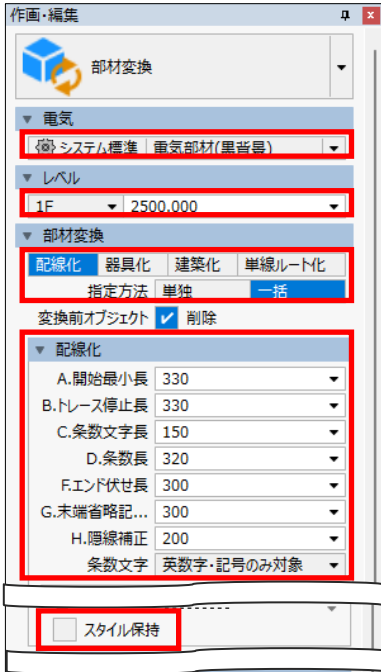 作画・編集
部材変換
電気
システム標準 電気部材(黒背景)
レベル
1F 2500.000
部材変換
配線化 器具化 建築化 単線ルート化
指定方法 単独 一括
変換前オブジェクト 削除
配線化
A.開始最小長 330
B.トレース停止長 330
C.条数文字長 150
D.条数長 320
F.エンド伏せ長 300
G.末端省略記... 300
H.隠線補正 200
条数文字 英数字・記号のみ対象
スタイル保持